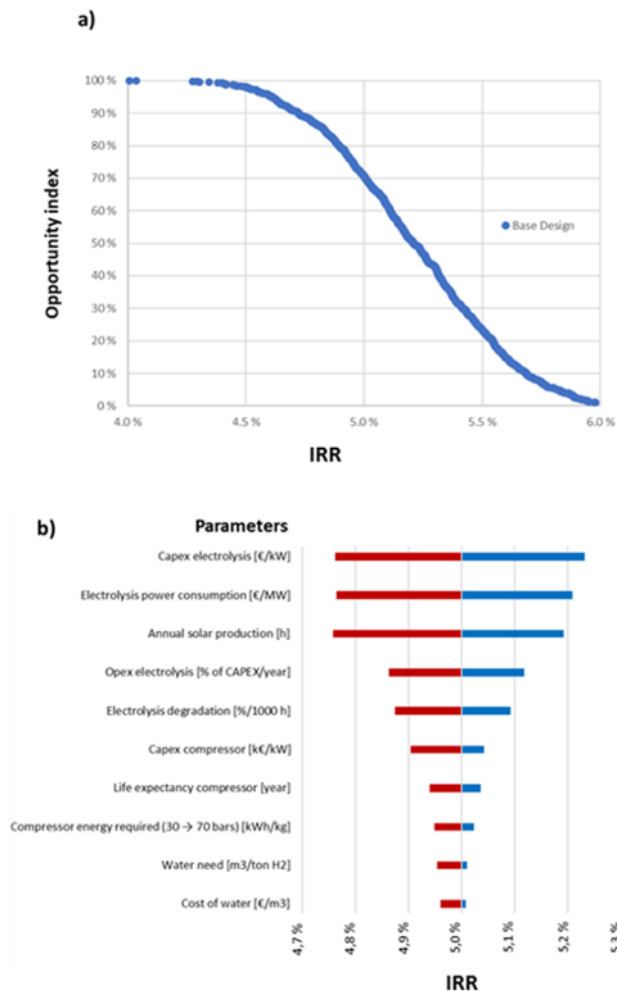 a)
100 %
90 %
80 %
70 %
60 %
50 %
40 %
30 %
20 %
10 %
0 %
Opportunity index
Base Design
4.0 % 4.5 % 5.0 % 5.5 % 6.0 %
IRR
b)
Parameters
Capex electrolysis [€/kW]
Electrolysis power consumption [€/MW]
Annual solar production [h]
Opex electrolysis [% of CAPEX/year]
Electrolysis degradation [%/1000 h]
Capex compressor [k€/kW]
Life expectancy compressor [year]
Compressor energy required (30 → 70 bars) [kWh/kg]
Water need [m3/ton H2]
Cost of water [€/m3]
4,7 % 4,8 % 4,9 % 5,0 % 5,1 % 5,2 % 5,3 %
IRR